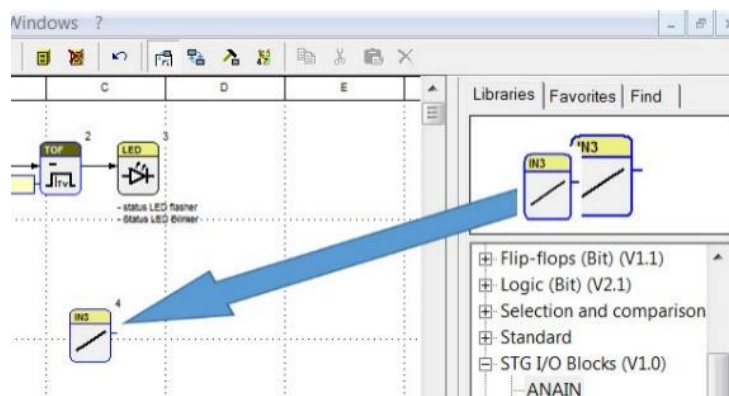 Windows ?
C D E
Libraries Favorites Find
2 3
TOF LED
- status LED flasher
- Status LED Blinker
IN3 IN3
4
IN3
Flip-flops (Bit) (V1.1)
Logic (Bit) (V2.1)
Selection and comparison
Standard
STG I/O Blocks (V1.0)
ANAIN